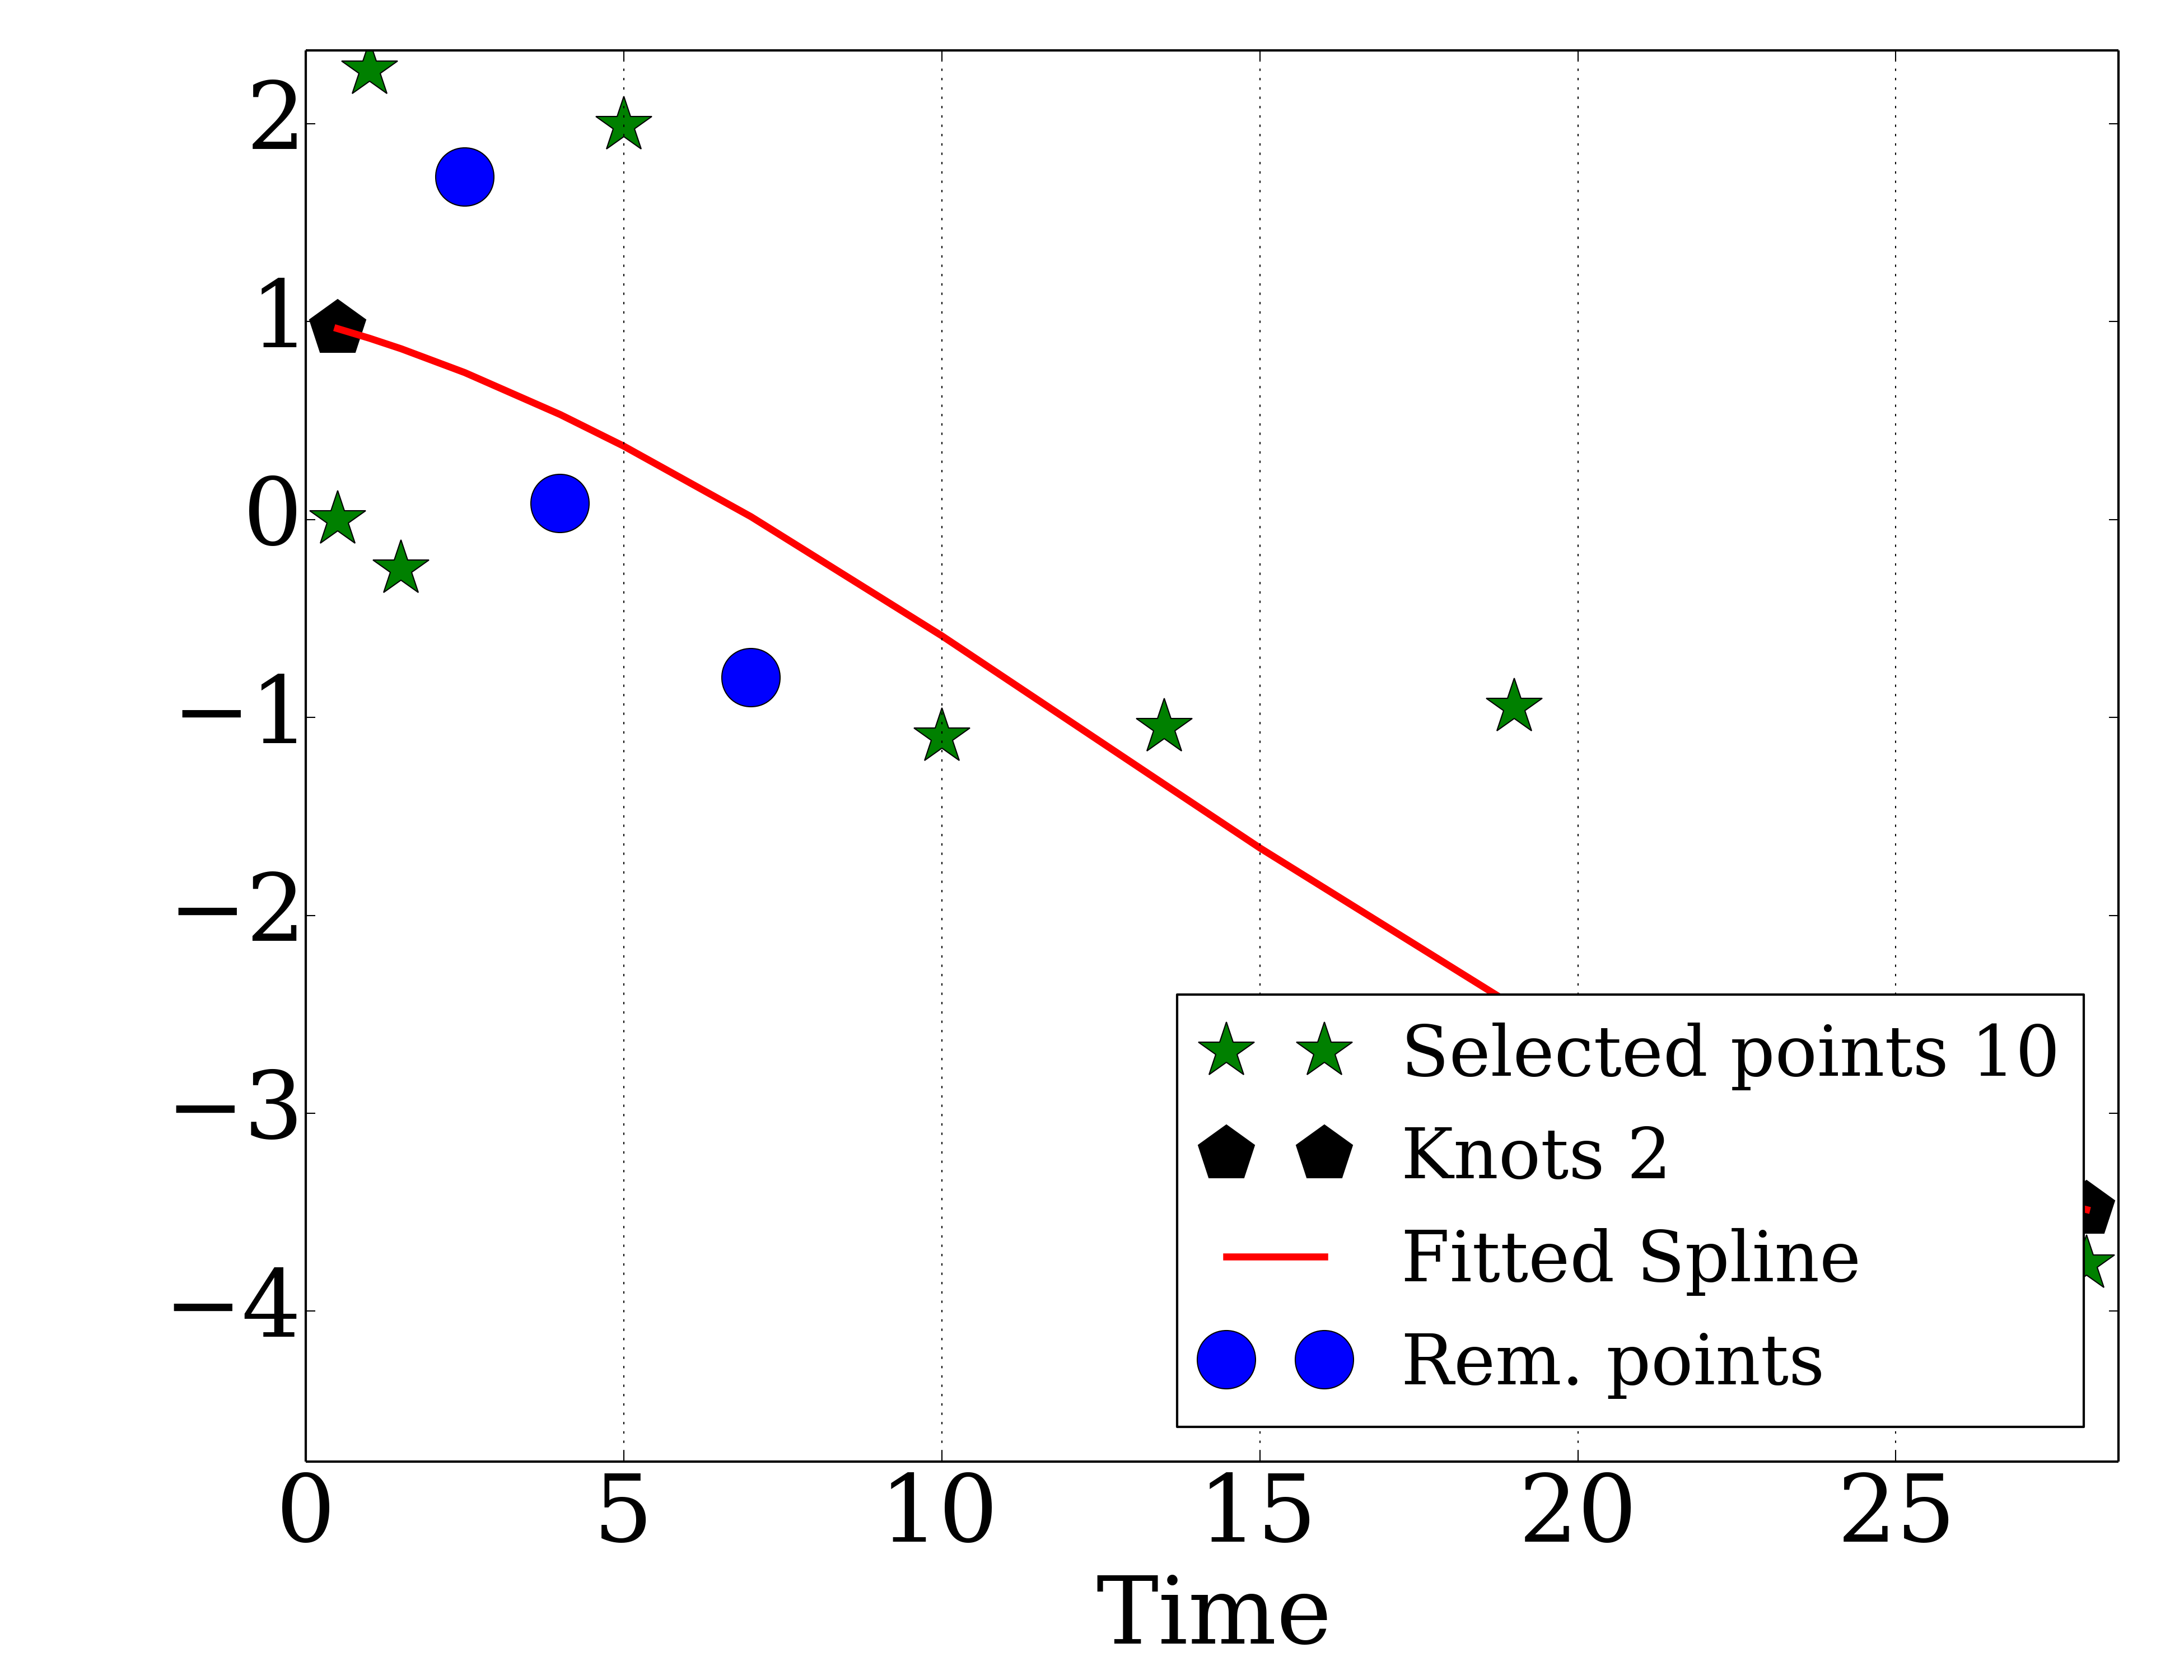 2
1
0
−1
−2
−3
−4
0 5 10 15 20 25
Time
Selected points 10
Knots 2
Fitted Spline
Rem. points